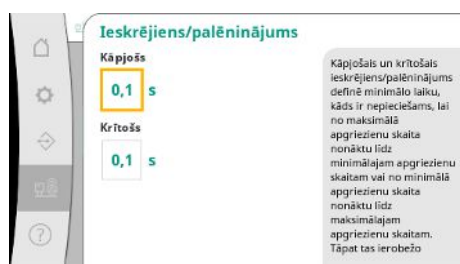 Ieskrējiens/palēninājums
Kāpjošs
0,1 s
Krītošs
0,1 s
Kāpjošais un krītošais
ieskrējiens/palēninājums
definē minimālo laiku,
kāds ir nepieciešams, lai
no maksimālā
apgriezienu skaita
nonāktu līdz
minimālajam apgriezienu
skaitam vai no minimālā
apgriezienu skaita
nonāktu līdz
maksimālajam
apgriezienu skaitam.
Tāpat tas ierobežo